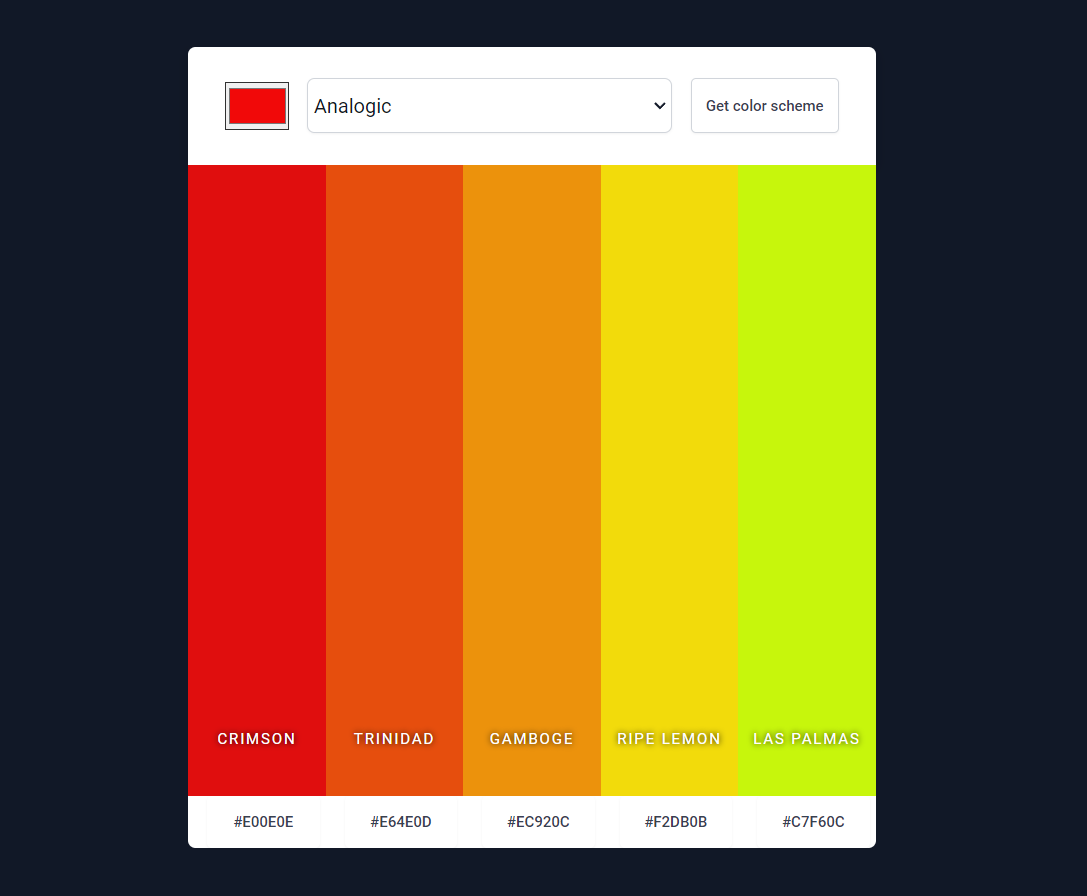 Analogic
Get color scheme
CRIMSON
TRINIDAD
GAMBOGE
RIPE LEMON
LAS PALMAS
#E00E0E
#E64E0D
#EC920C
#F2DB0B
#C7F60C